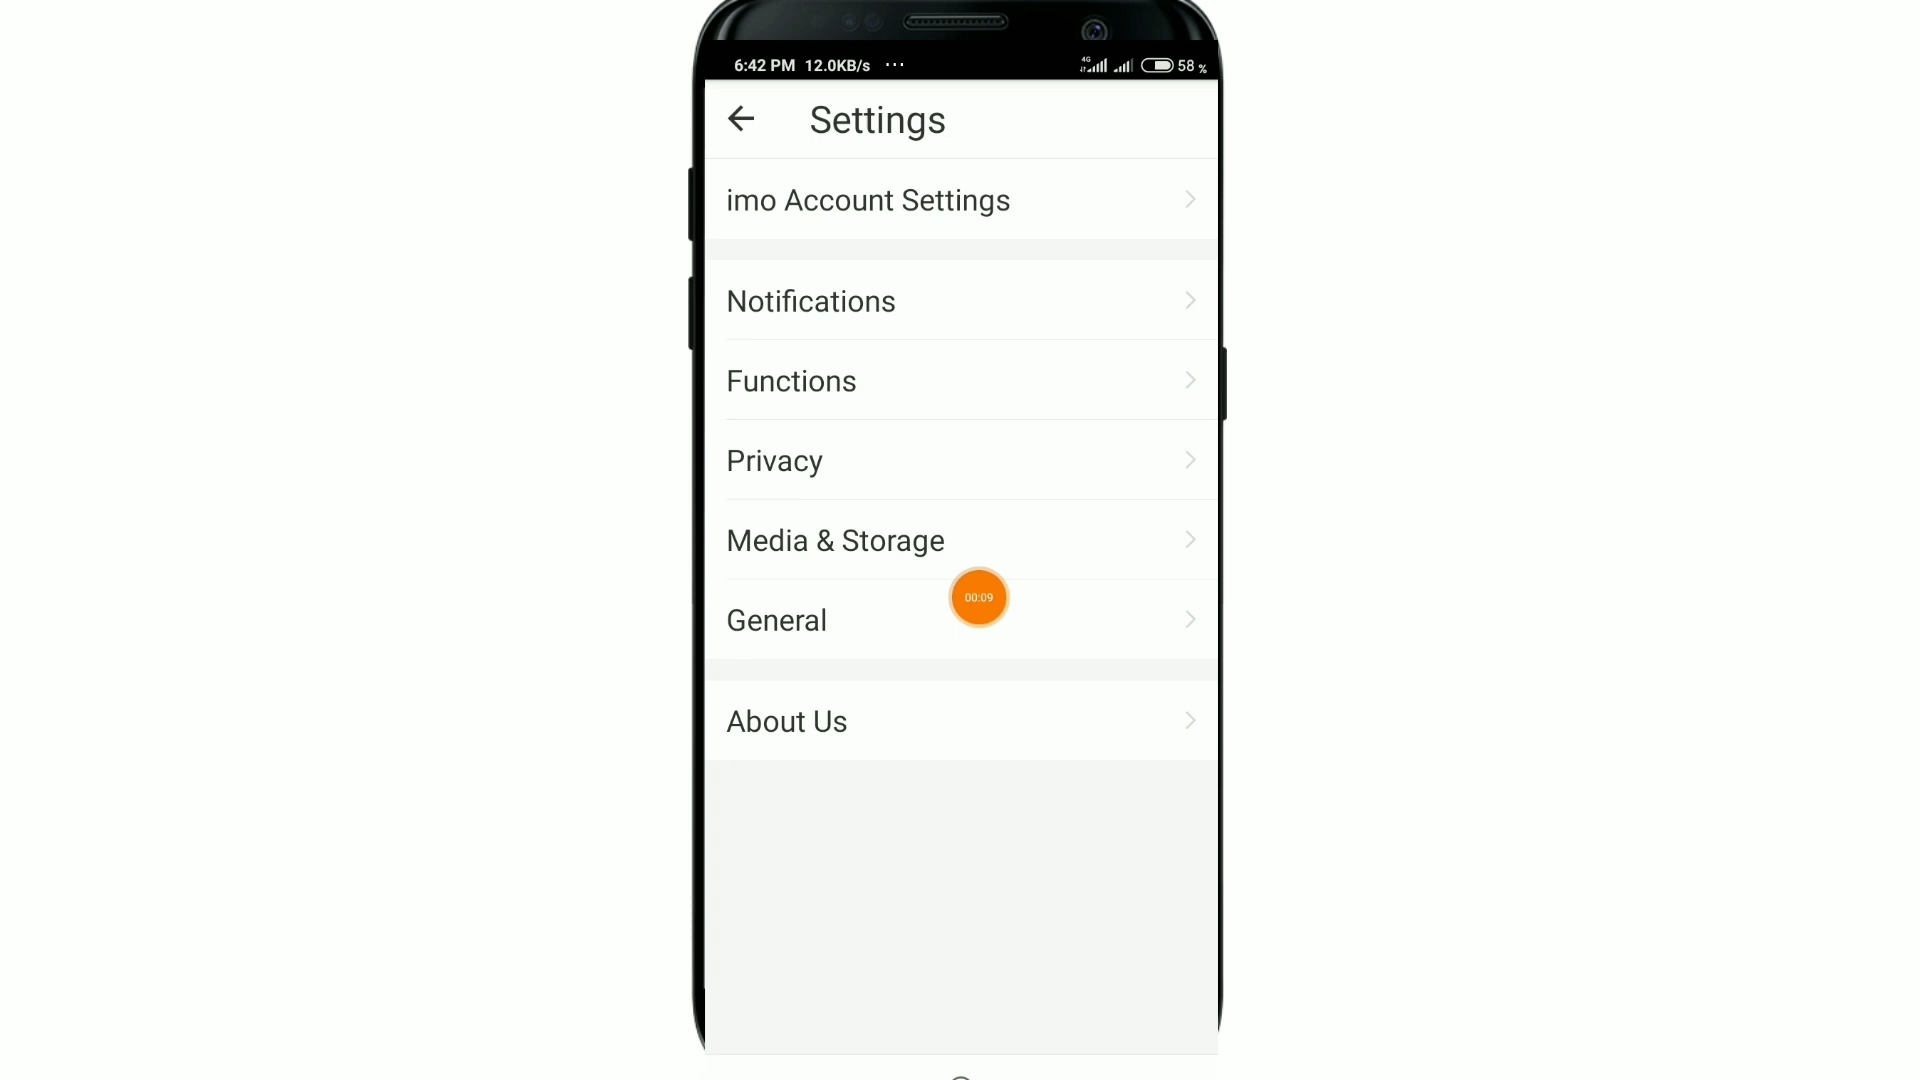 6:42 PM 12.0KB/s ... 4G 58 %
Settings
imo Account Settings
Notifications
Functions
Privacy
Media & Storage
00:09
General
About Us